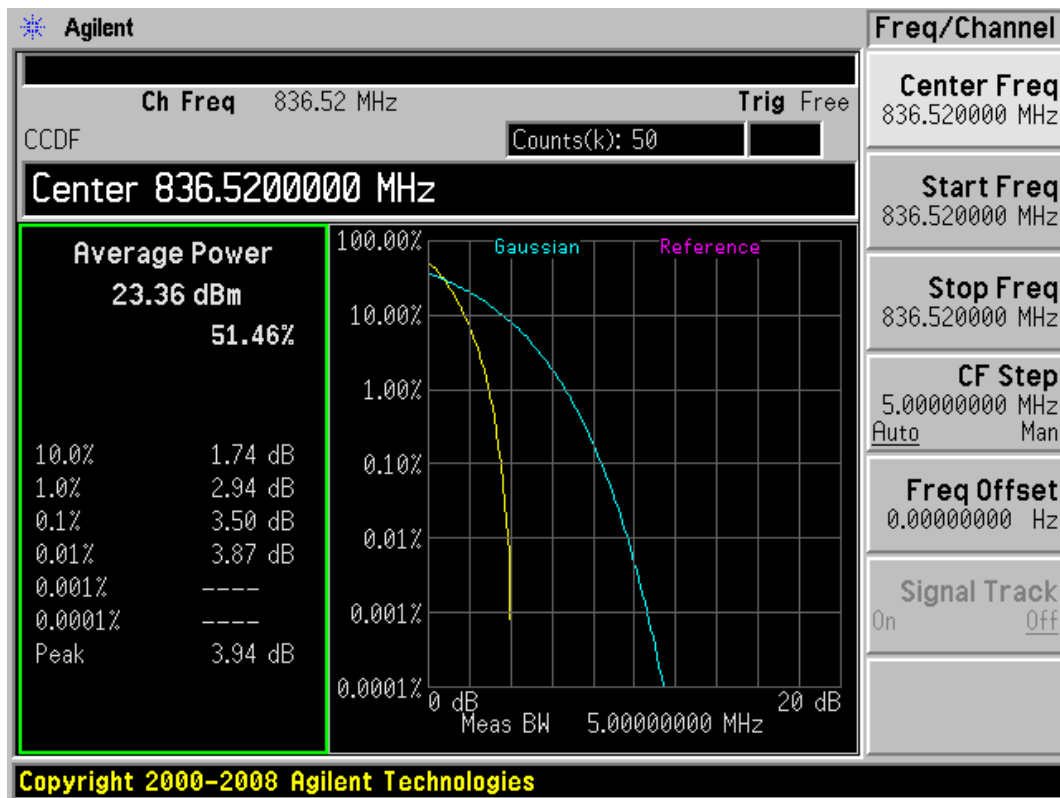 Agilent
Freq/Channel
Ch Freq 836.52 MHz
Trig Free
CCDF
Counts(k): 50
Center 836.5200000 MHz
Average Power
23.36 dBm
51.46%
10.0% 1.74 dB
1.0% 2.94 dB
0.1% 3.50 dB
0.01% 3.87 dB
0.001% ----
0.0001% ----
Peak 3.94 dB
Gaussian
Reference
100.00%
10.00%
1.00%
0.10%
0.01%
0.001%
0.0001%
0 dB
20 dB
Meas BW 5.00000000 MHz
Center Freq
836.520000 MHz
Start Freq
836.520000 MHz
Stop Freq
836.520000 MHz
CF Step
5.00000000 MHz
Auto Man
Freq Offset
0.00000000 Hz
Signal Track
On Off
Copyright 2000-2008 Agilent Technologies